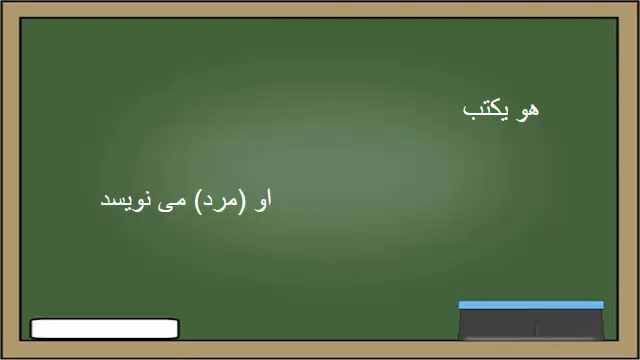 هو يكتب
او (مرد) می نویسد